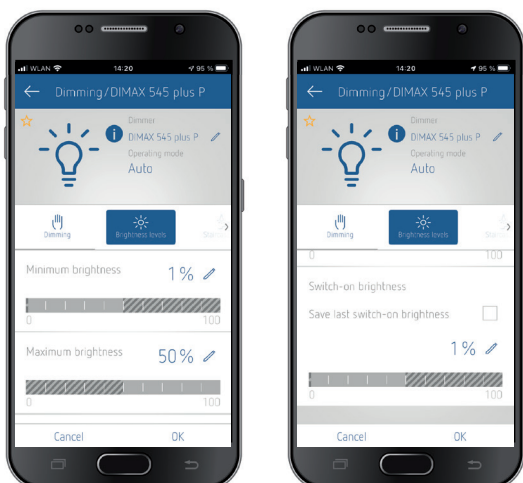 WLAN 14:20 95 %
Dimming/DIMAX 545 plus P
Dimmer
DIMAX 545 plus P
Operating mode
Auto
Dimming
Brightness levels
Minimum brightness
1 %
0 100
Maximum brightness
50 %
0 100
Cancel OK
WLAN 14:20 95 %
Dimming/DIMAX 545 plus P
Dimmer
DIMAX 545 plus P
Operating mode
Auto
Dimming
Brightness levels
0 100
Switch-on brightness
Save last switch-on brightness
1 %
0 100
Cancel OK